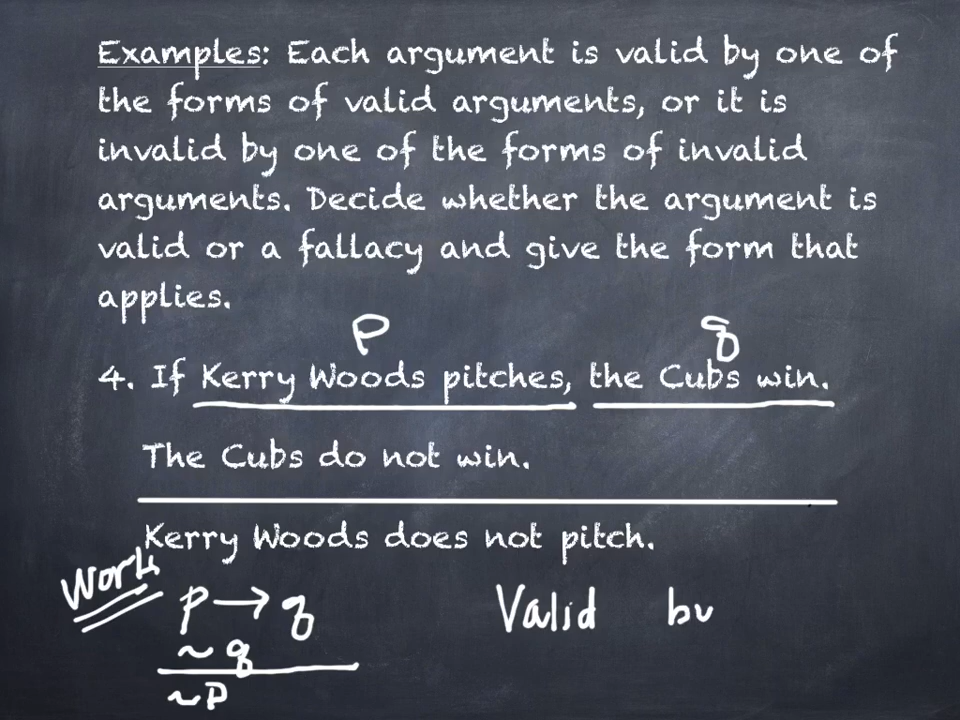 Examples: Each argument is valid by one of
the forms of valid arguments, or it is
invalid by one of the forms of invalid
arguments. Decide whether the argument is
valid or a fallacy and give the form that
applies.
P q
4. If Kerry Woods pitches, the Cubs win.
The Cubs do not win.
Kerry Woods does not pitch.
Work
p → q Valid
~q
~P